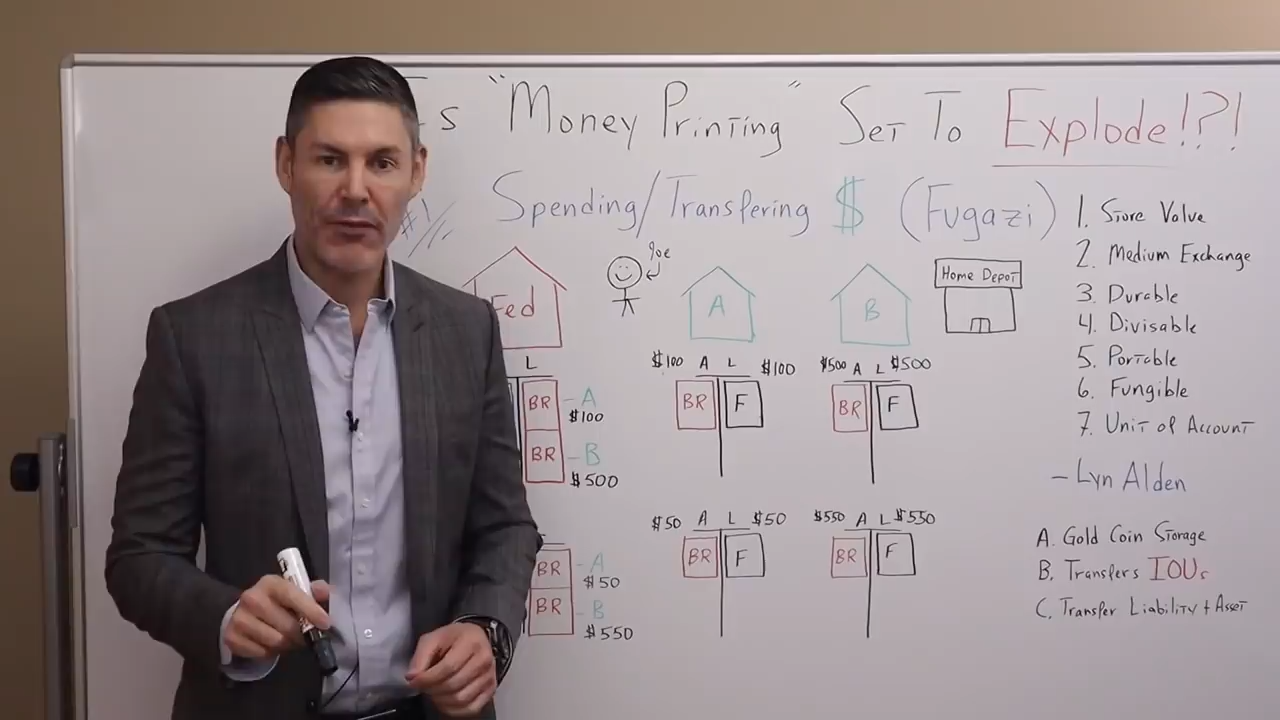 Is "Money Printing" Set To Explode!?!
#1/ Spending/Transfering $ (Fugazi)
Joe
Fed
A
B
Home Depot
L
BR - A
$100
BR - B
$500
$100 A L $100
BR F
$500 A L $500
BR F
BR - A
$50
BR - B
$550
$50 A L $50
BR F
$550 A L $550
BR F
1. Store Value
2. Medium Exchange
3. Durable
4. Divisable
5. Portable
6. Fungible
7. Unit of Account
- Lyn Alden
A. Gold Coin Storage
B. Transfers IOUs
C. Transfer Liability + Asset